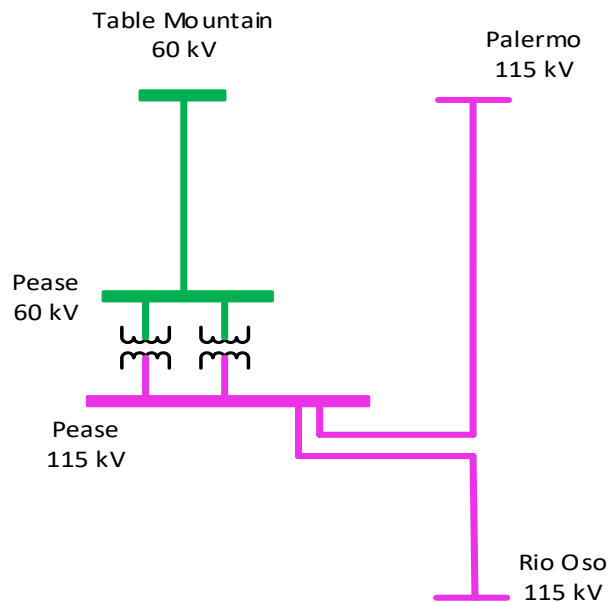 Table Mountain
60 kV
Palermo
115 kV
Pease
60 kV
Pease
115 kV
Rio Oso
115 kV